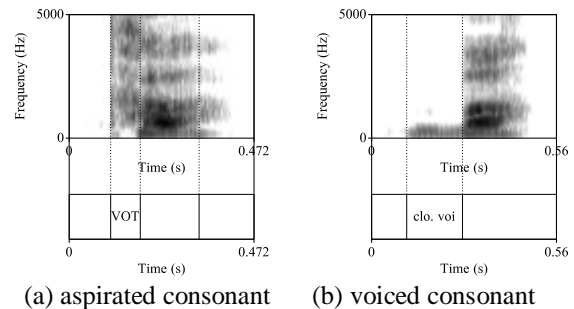 5000
Frequency (Hz)
0
0
0.472
Time (s)
VOT
0
0.472
Time (s)
(a) aspirated consonant
5000
Frequency (Hz)
0
0
0.56
Time (s)
clo. voi
0
0.56
Time (s)
(b) voiced consonant